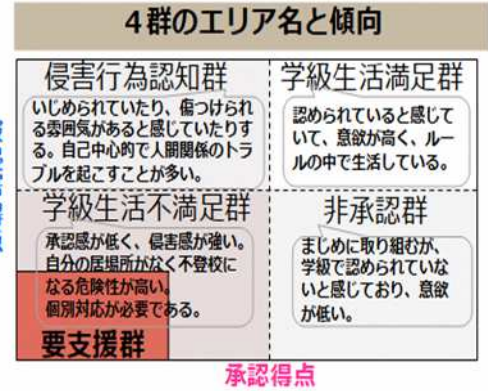 ４群のエリア名と傾向
侵害行為認知群
いじめられていたり、傷つけられ
る雰囲気があると感じていたりす
る。自己中心的で人間関係のトラ
ブルを起こすことが多い。
学級生活満足群
認められていると感じて
いて、意欲が高く、ルー
ルの中で生活している。
学級生活不満足群
承認感が低く、侵害感が強い。
自分の居場所がなく不登校に
なる危険性が高い。
個別対応が必要である。
要支援群
非承認群
まじめに取り組むが、
学級で認められていな
いと感じており、意欲
が低い。
承認得点